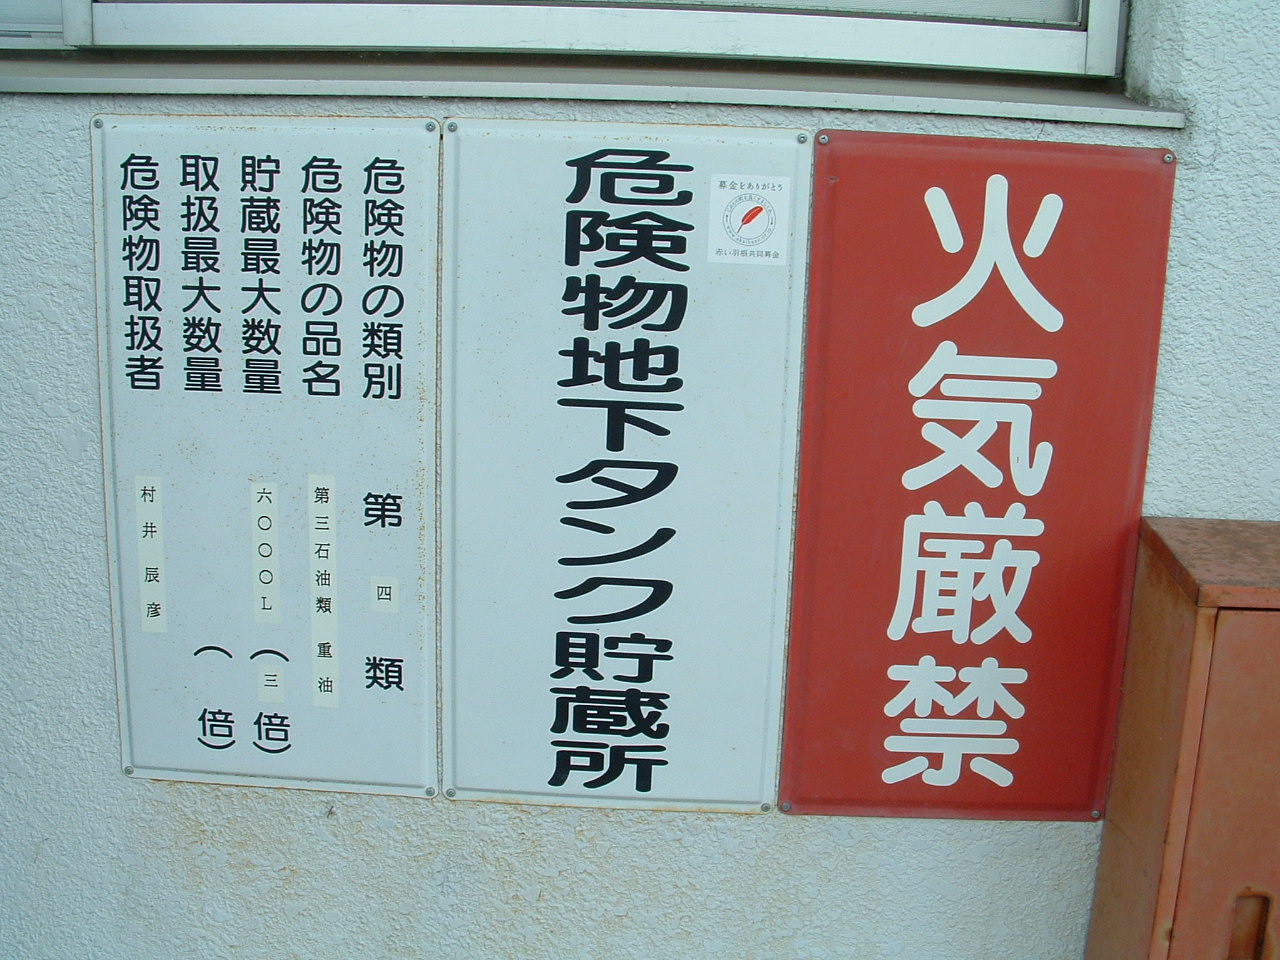 火気厳禁
危険物地下タンク貯蔵所
募金をありがとう
赤い羽根共同募金
危険物の類別 第四類
危険物の品名 第三石油類 重油
貯蔵最大数量 六〇〇〇L (三倍)
取扱最大数量 ( 倍)
危険物取扱者 村井辰彦